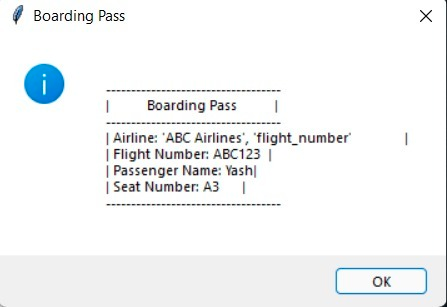 Boarding Pass
-----------------------------------
|          Boarding Pass          |
-----------------------------------
| Airline: 'ABC Airlines', 'flight_number'              |
| Flight Number: ABC123  |
| Passenger Name: Yash|
| Seat Number: A3      |
-----------------------------------
OK